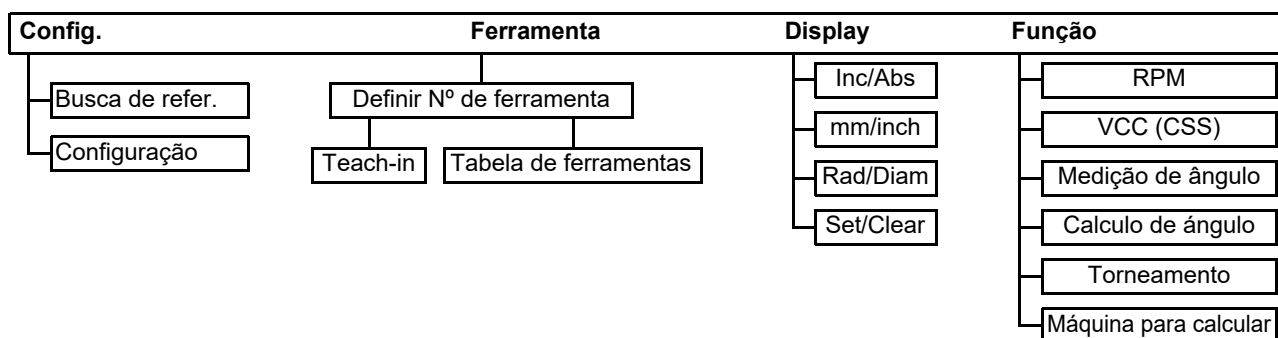 Config.
Ferramenta
Display
Função
Busca de refer.
Configuração
Definir Nº de ferramenta
Teach-in
Tabela de ferramentas
Inc/Abs
mm/inch
Rad/Diam
Set/Clear
RPM
VCC (CSS)
Medição de ângulo
Calculo de ángulo
Torneamento
Máquina para calcular